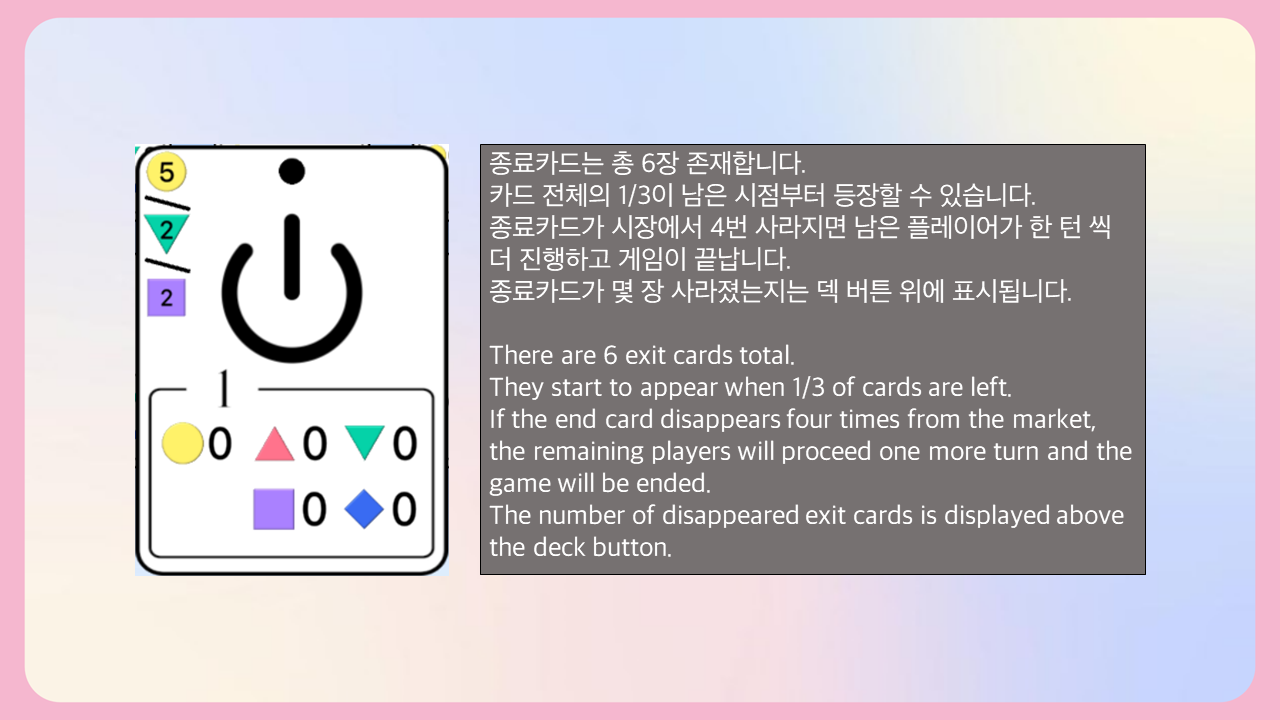 5
2
2
1
0 0 0
0 0
종료카드는 총 6장 존재합니다.
카드 전체의 1/3이 남은 시점부터 등장할 수 있습니다.
종료카드가 시장에서 4번 사라지면 남은 플레이어가 한 턴 씩
더 진행하고 게임이 끝납니다.
종료카드가 몇 장 사라졌는지는 덱 버튼 위에 표시됩니다.
There are 6 exit cards total.
They start to appear when 1/3 of cards are left.
If the end card disappears four times from the market,
the remaining players will proceed one more turn and the
game will be ended.
The number of disappeared exit cards is displayed above
the deck button.